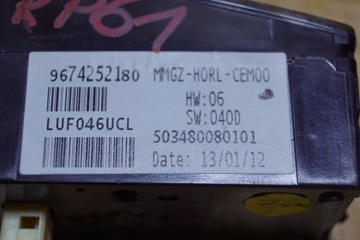 9674252180 MMGZ-HORL-CEM00
HW:06
SW:040D
LUF046UCL
503480080101
Date: 13/01/12